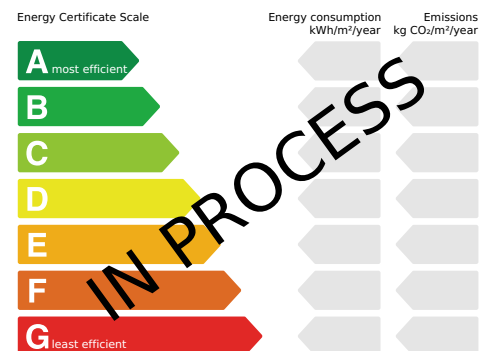 Energy Certificate Scale
Energy consumption
kWh/m²/year
Emissions
kg CO₂/m²/year
A most efficient
B
C
D
E
F
G least efficient
IN PROCESS